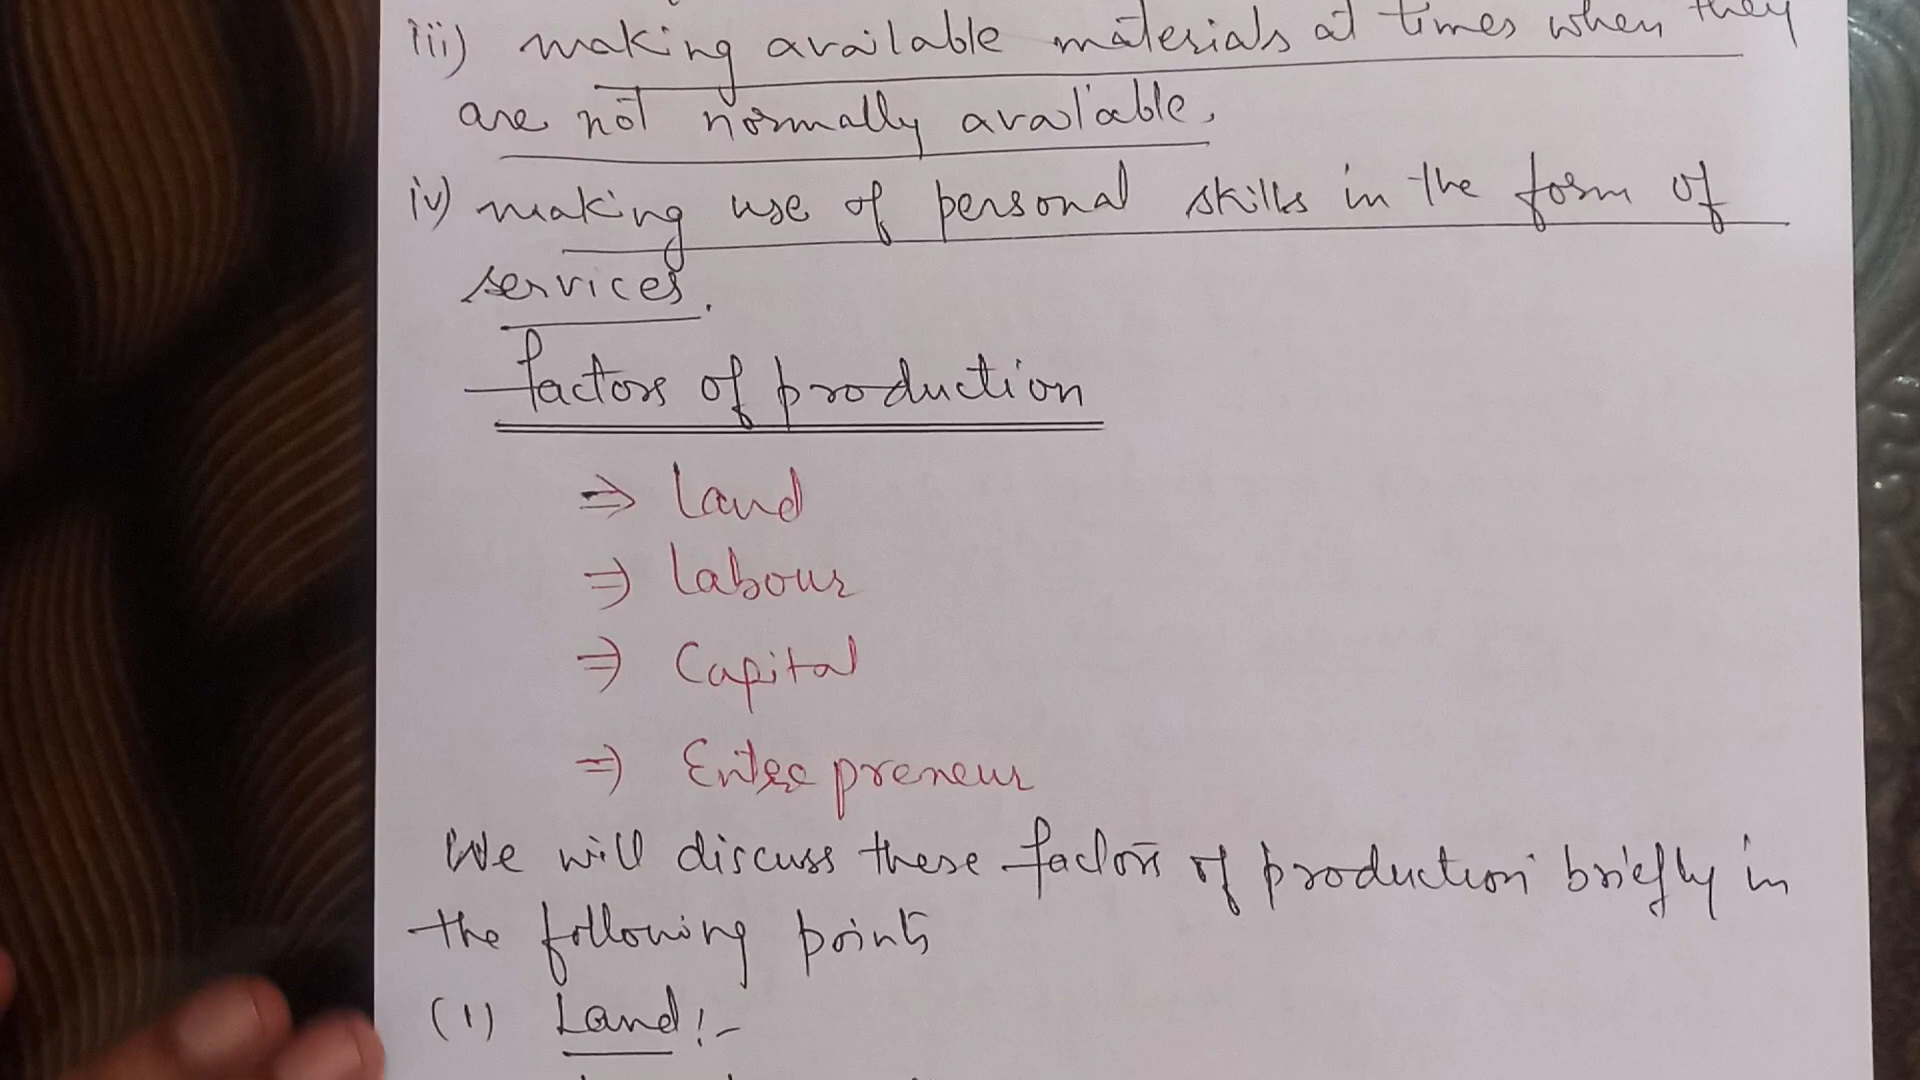 iii) making available materials at times when they
are not normally available.
iv) making use of personal skills in the form of
services.
factors of production
⇒ Land
⇒ Labour
⇒ Capital
⇒ Entrepreneur
We will discuss these factors of production briefly in
the following points
(1) Land :-